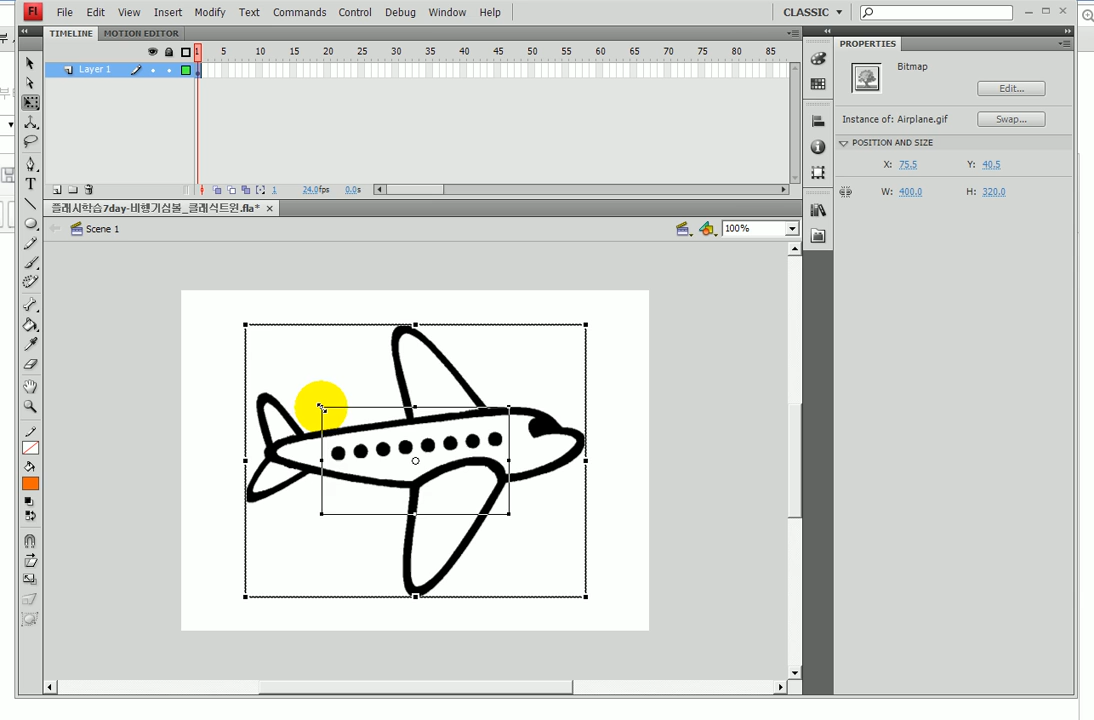 Fl File Edit View Insert Modify Text Commands Control Debug Window Help CLASSIC
TIMELINE MOTION EDITOR
PROPERTIES
1 5 10 15 20 25 30 35 40 45 50 55 60 65 70 75 80 85
Layer 1
Bitmap
Edit...
Instance of: Airplane.gif Swap...
POSITION AND SIZE
X: 75.5 Y: 40.5
W: 400.0 H: 320.0
1 24.0fps 0.0s
플래시학습7day-비행기심볼_클래식트윈.fla*
Scene 1 100%
T